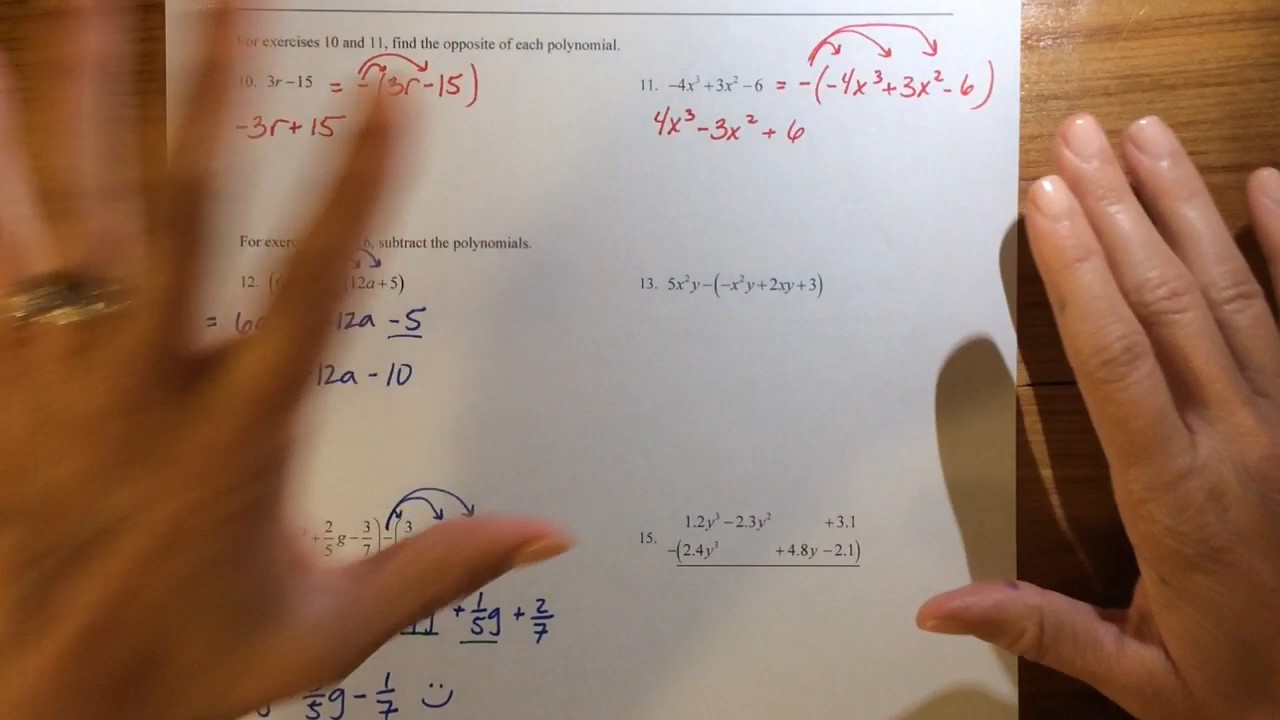 For exercises 10 and 11, find the opposite of each polynomial.
10. 3r − 15 = −(3r − 15)
−3r + 15
11. −4x³ + 3x² − 6 = −(−4x³ + 3x² − 6)
4x³ − 3x² + 6
For 6, subtract the polynomials.
12. ( (12a + 5)
= 12a − 5
12a − 10
13. 5x²y − (−x²y + 2xy + 3)
+ 2/5 g − 3/7) − (3
+ 1/5 g + 2/7
/5 g − 1/7
15. 1.2y³ − 2.3y² + 3.1
−(2.4y³ + 4.8y − 2.1)